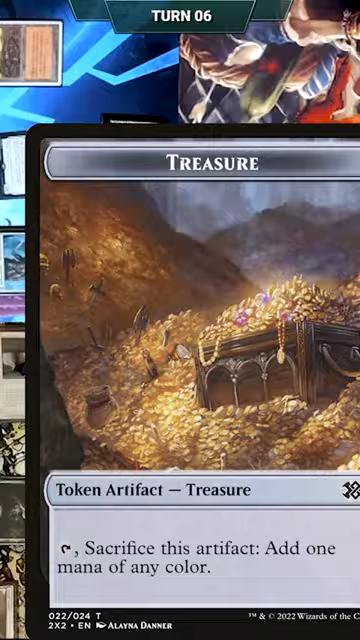 TURN 06
TREASURE
Token Artifact — Treasure
, Sacrifice this artifact: Add one
mana of any color.
022/024 T
2X2 • EN ALAYNA DANNER
™ & © 2022 Wizards of the C